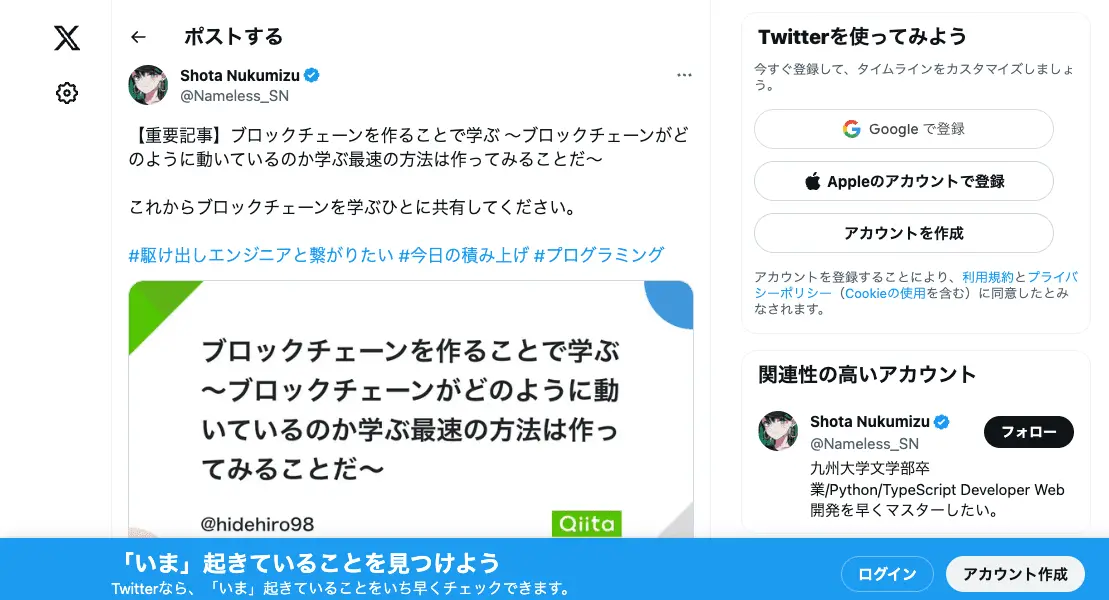 ポストする
Shota Nukumizu
@Nameless_SN
【重要記事】ブロックチェーンを作ることで学ぶ 〜ブロックチェーンがど
のように動いているのか学ぶ最速の方法は作ってみることだ〜
これからブロックチェーンを学ぶひとに共有してください。
#駆け出しエンジニアと繋がりたい #今日の積み上げ #プログラミング
ブロックチェーンを作ることで学ぶ
〜ブロックチェーンがどのように動
いているのか学ぶ最速の方法は作っ
てみることだ〜
@hidehiro98
Qiita
Twitterを使ってみよう
今すぐ登録して、タイムラインをカスタマイズしましょ
う。
Google で登録
Appleのアカウントで登録
アカウントを作成
アカウントを登録することにより、利用規約とプライバ
シーポリシー（Cookieの使用を含む）に同意したとみ
なされます。
関連性の高いアカウント
Shota Nukumizu
@Nameless_SN
フォロー
九州大学文学部卒
業/Python/TypeScript Developer Web
開発を早くマスターしたい。
「いま」起きていることを見つけよう
Twitterなら、「いま」起きていることをいち早くチェックできます。
ログイン
アカウント作成